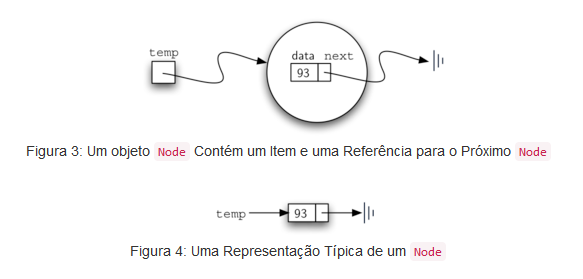 temp
data next
93
Figura 3: Um objeto Node Contém um Item e uma Referência para o Próximo Node
temp
93
Figura 4: Uma Representação Típica de um Node